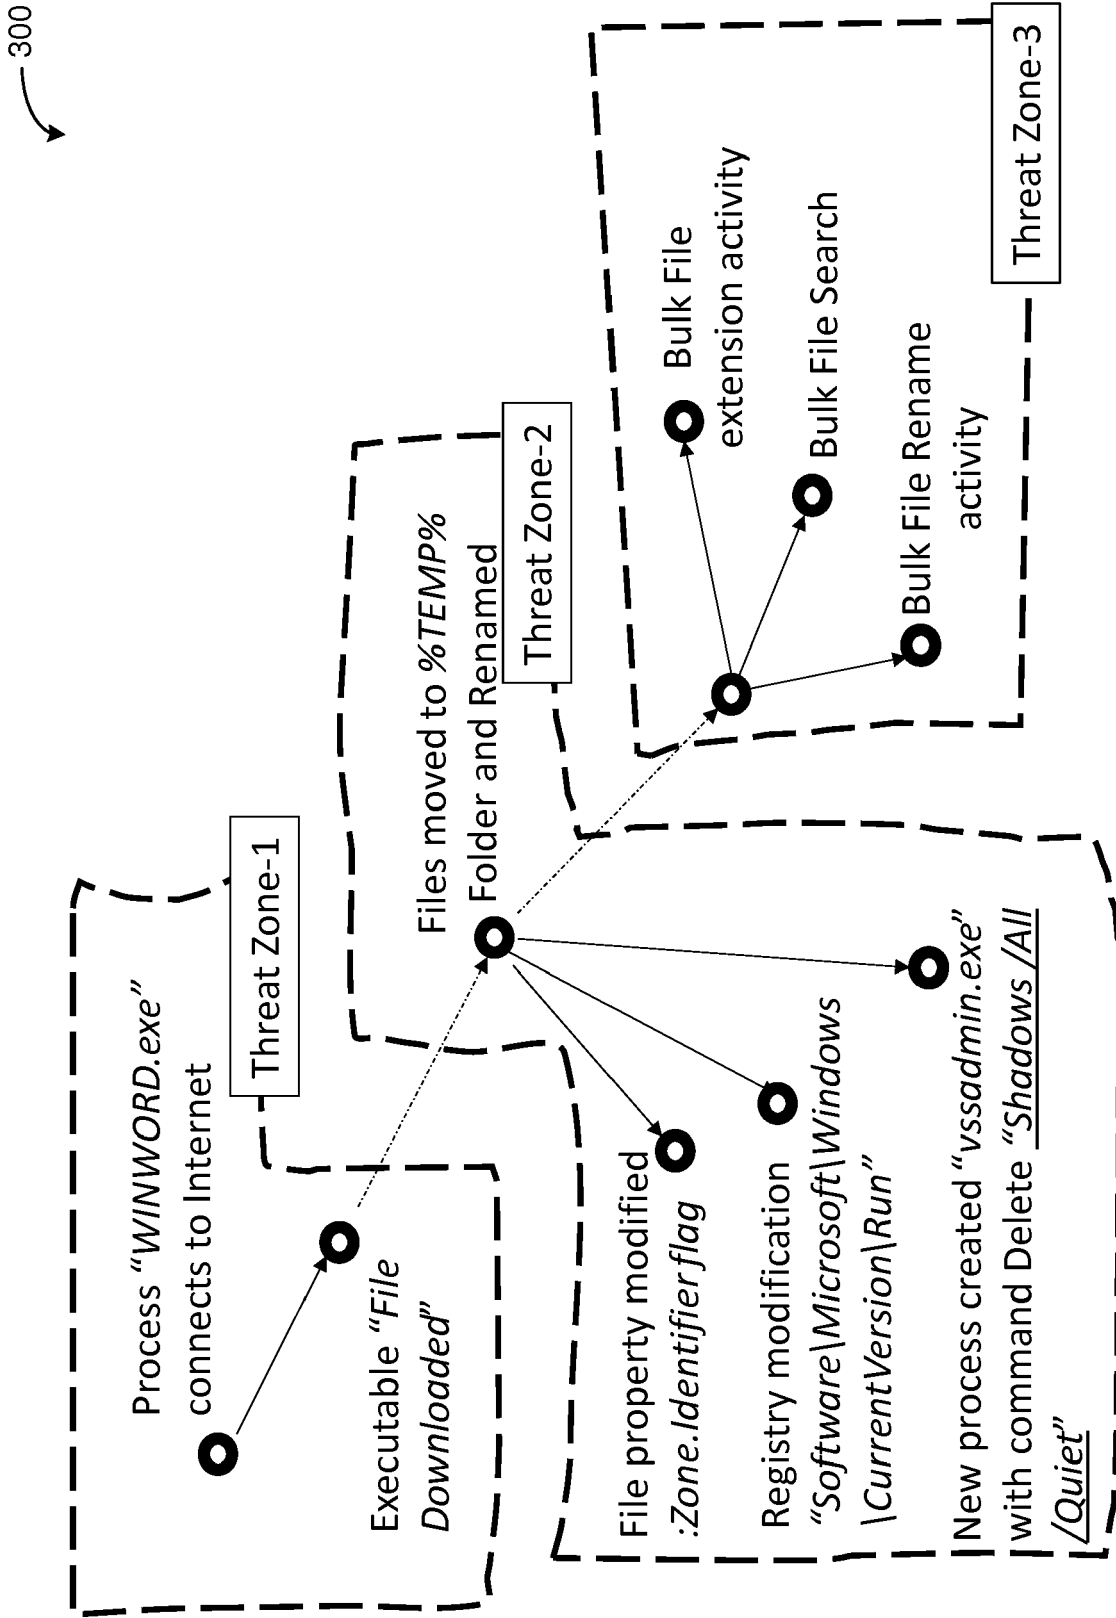 300
Process “WINWORD.exe”
connects to Internet
Threat Zone-1
Executable “File
Downloaded”
Files moved to %TEMP%
Folder and Renamed
Threat Zone-2
File property modified
:Zone.Identifier flag
Registry modification
“Software\Microsoft\Windows
\CurrentVersion\Run”
New process created “vssadmin.exe”
with command Delete “Shadows /All
/Quiet”
Bulk File
extension activity
Bulk File Search
Bulk File Rename
activity
Threat Zone-3